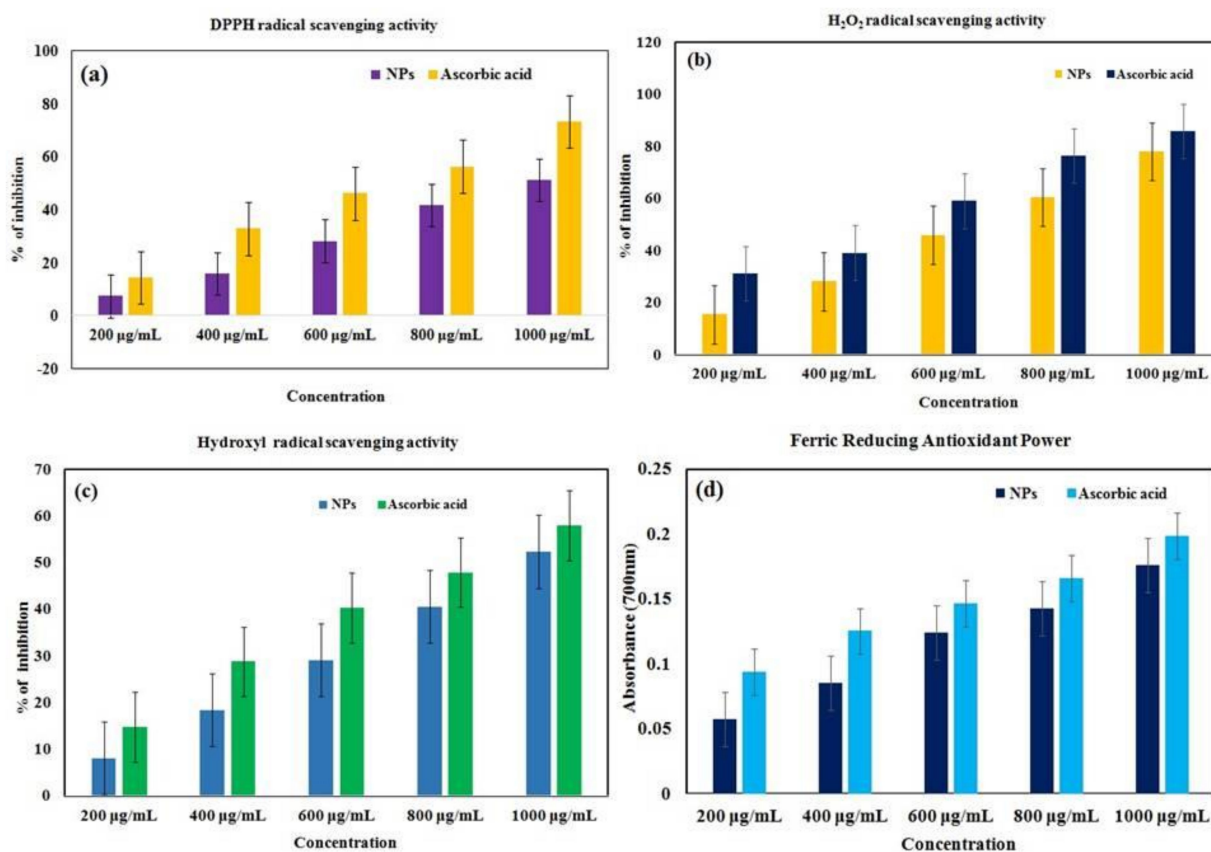 DPPH radical scavenging activity
(a)
NPs Ascorbic acid
% of inhibition
100
80
60
40
20
0
-20
200 µg/mL 400 µg/mL 600 µg/mL 800 µg/mL 1000 µg/mL
Concentration
H₂O₂ radical scavenging activity
(b)
NPs Ascorbic acid
% of inhibition
120
100
80
60
40
20
0
200 µg/mL 400 µg/mL 600 µg/mL 800 µg/mL 1000 µg/mL
Concentration
Hydroxyl radical scavenging activity
(c)
NPs Ascorbic acid
% of inhibition
70
60
50
40
30
20
10
0
200 µg/mL 400 µg/mL 600 µg/mL 800 µg/mL 1000 µg/mL
Concentration
Ferric Reducing Antioxidant Power
(d)
NPs Ascorbic acid
Absorbance (700nm)
0.25
0.2
0.15
0.1
0.05
0
200 µg/mL 400 µg/mL 600 µg/mL 800 µg/mL 1000 µg/mL
Concentration